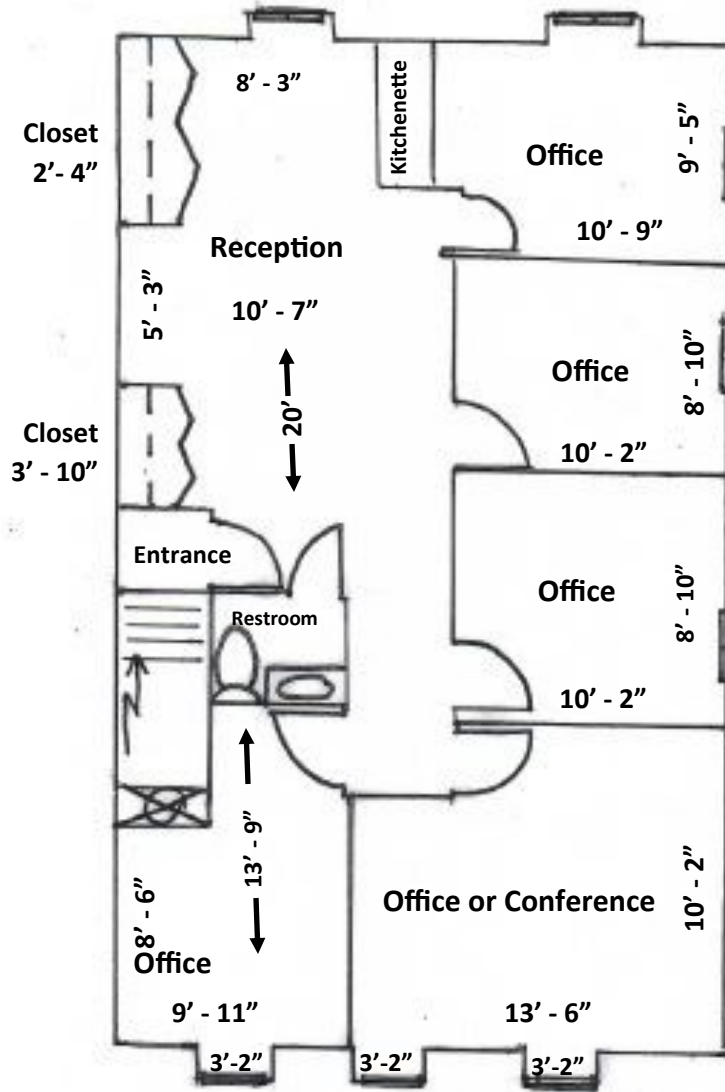 8’ - 3”
Kitchenette
Closet
2’- 4”
Office
9’ - 5”
10’ - 9”
Reception
10’ - 7”
5’ - 3”
20’
Office
8’ - 10”
10’ - 2”
Closet
3’ - 10”
Entrance
Restroom
Office
8’ - 10”
10’ - 2”
13’ - 9”
8’ - 6”
Office
9’ - 11”
Office or Conference
10’ - 2”
13’ - 6”
3’-2”
3’-2”
3’-2”